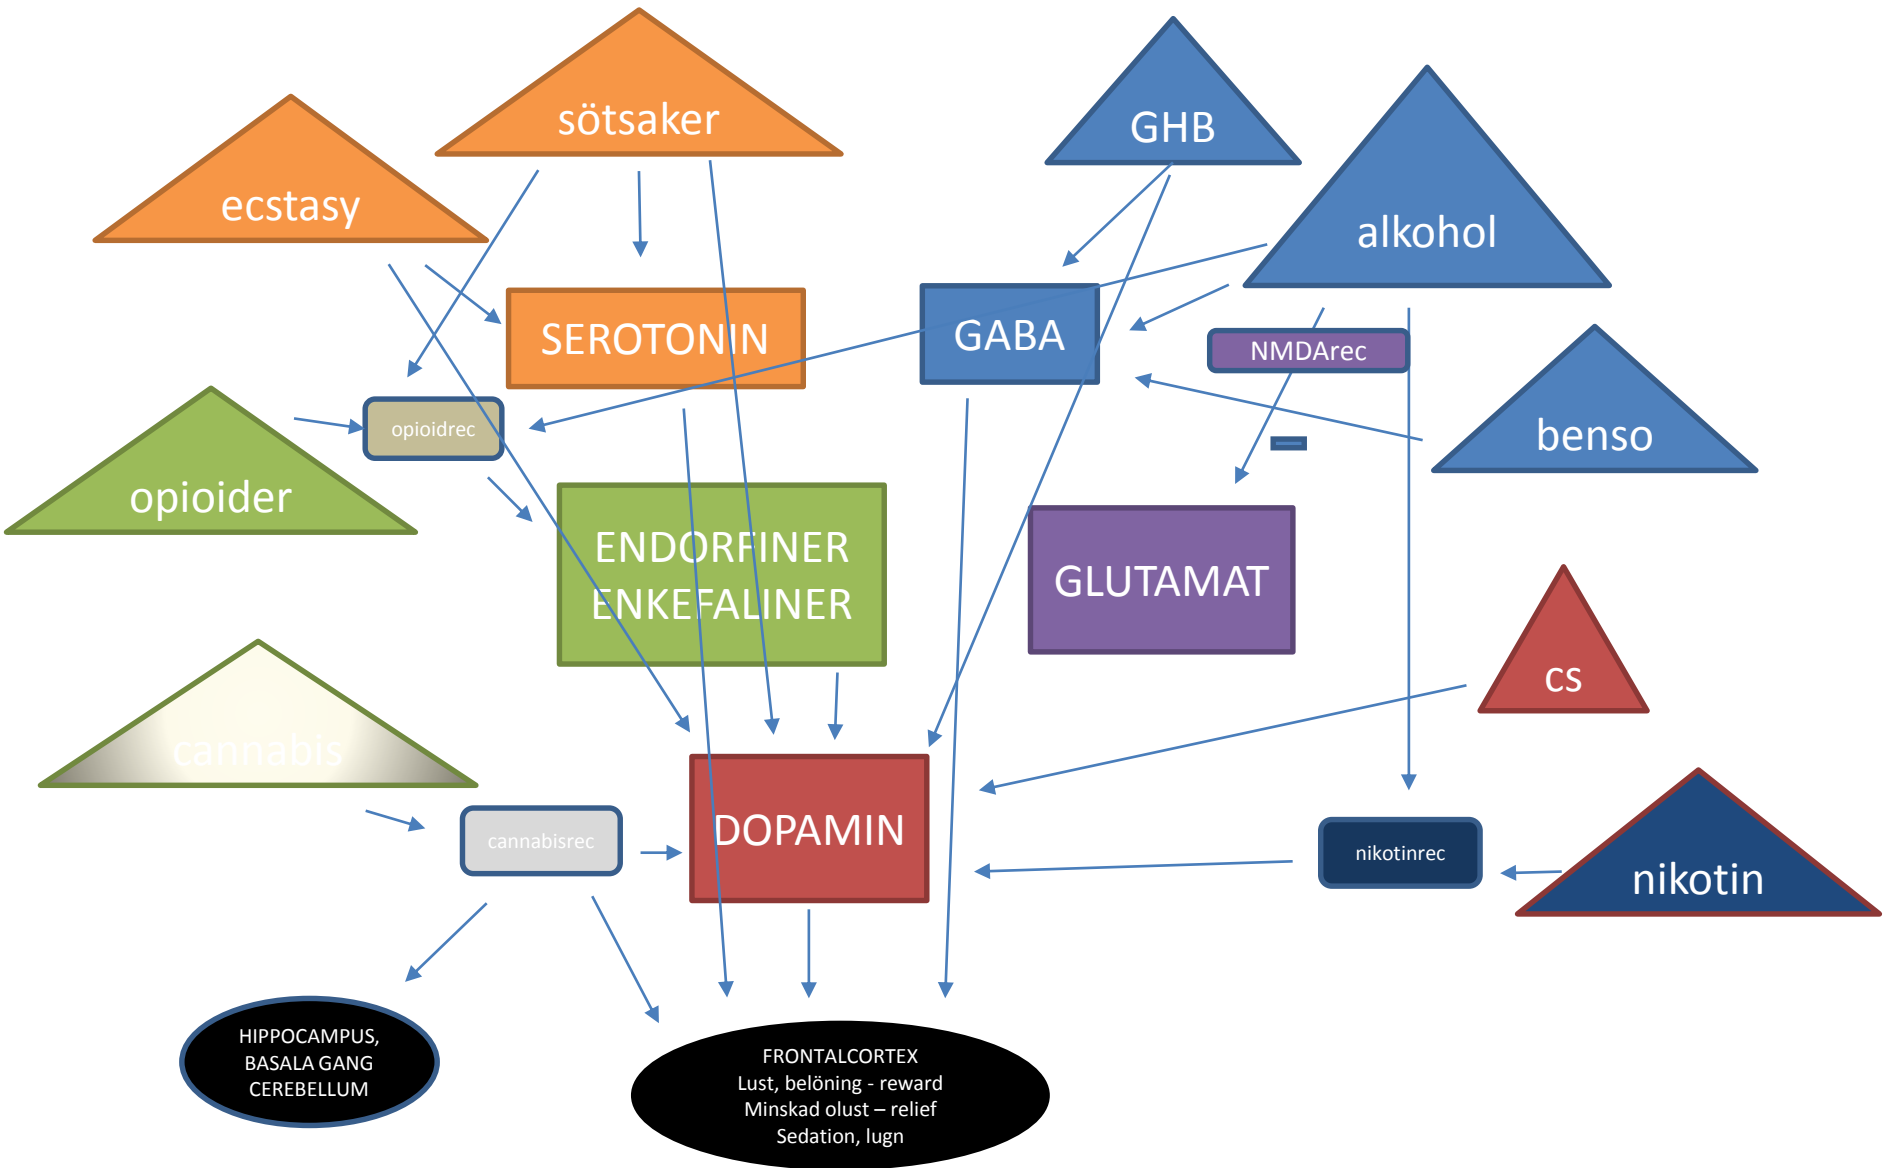 sötsaker
GHB
ecstasy
alkohol
SEROTONIN
GABA
NMDArec
opioidrec
benso
opioider
ENDORFINER
ENKEFALINER
GLUTAMAT
cs
cannabis
DOPAMIN
cannabisrec
nikotinrec
nikotin
HIPPOCAMPUS,
BASALA GANG
CEREBELLUM
FRONTALCORTEX
Lust, belöning - reward
Minskad olust – relief
Sedation, lugn